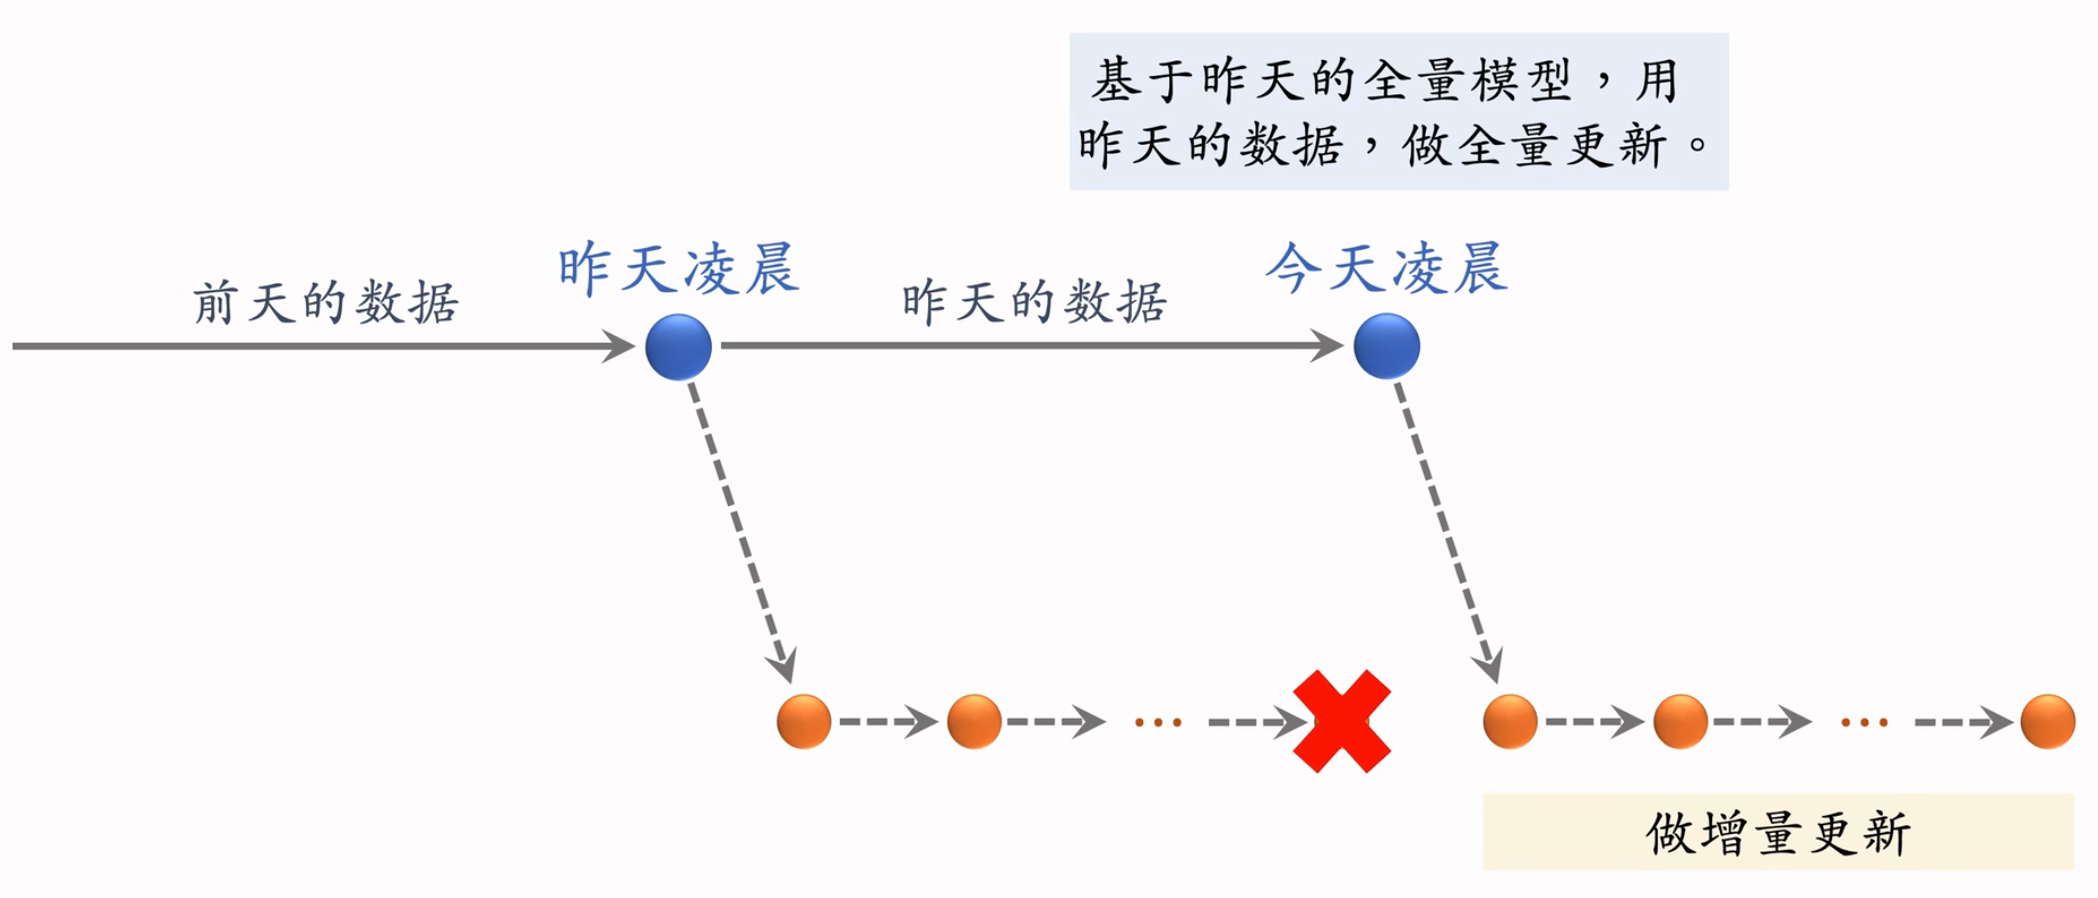 基于昨天的全量模型，用
昨天的数据，做全量更新。
昨天凌晨
今天凌晨
前天的数据
昨天的数据
...
...
做增量更新